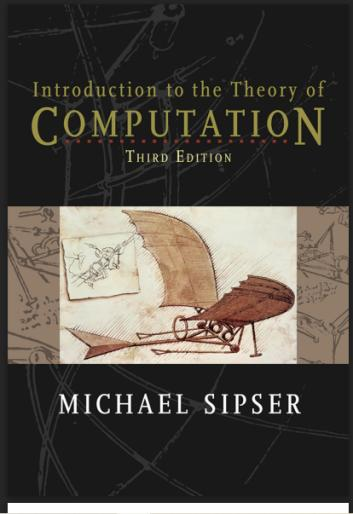 Introduction to the Theory of
COMPUTATION
THIRD EDITION
MICHAEL SIPSER